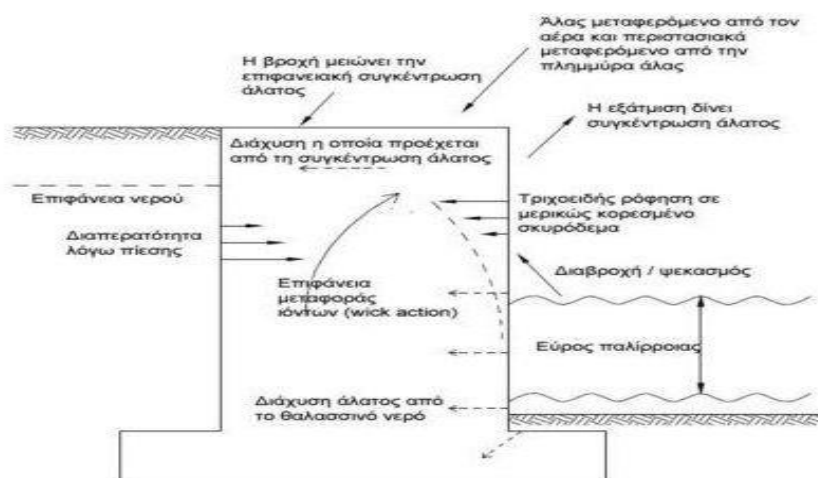 Άλας μεταφερόμενο από τον
αέρα και περιστασιακά
μεταφερόμενο από την
πλημμύρα άλας
Η βροχή μειώνει την
επιφανειακή συγκέντρωση
άλατος
Η εξάτμιση δίνει
συγκέντρωση άλατος
Διάχυση η οποία προέχεται
από τη συγκέντρωση άλατος
Επιφάνεια νερού
Τριχοειδής ρόφηση σε
μερικώς κορεσμένο
σκυρόδεμα
Διαπερατότητα
λόγω πίεσης
Διαβροχή / ψεκασμός
Επιφάνεια
μεταφοράς
ιόντων (wick action)
Εύρος παλίρροιας
Διάχυση άλατος από
το θαλασσινό νερό